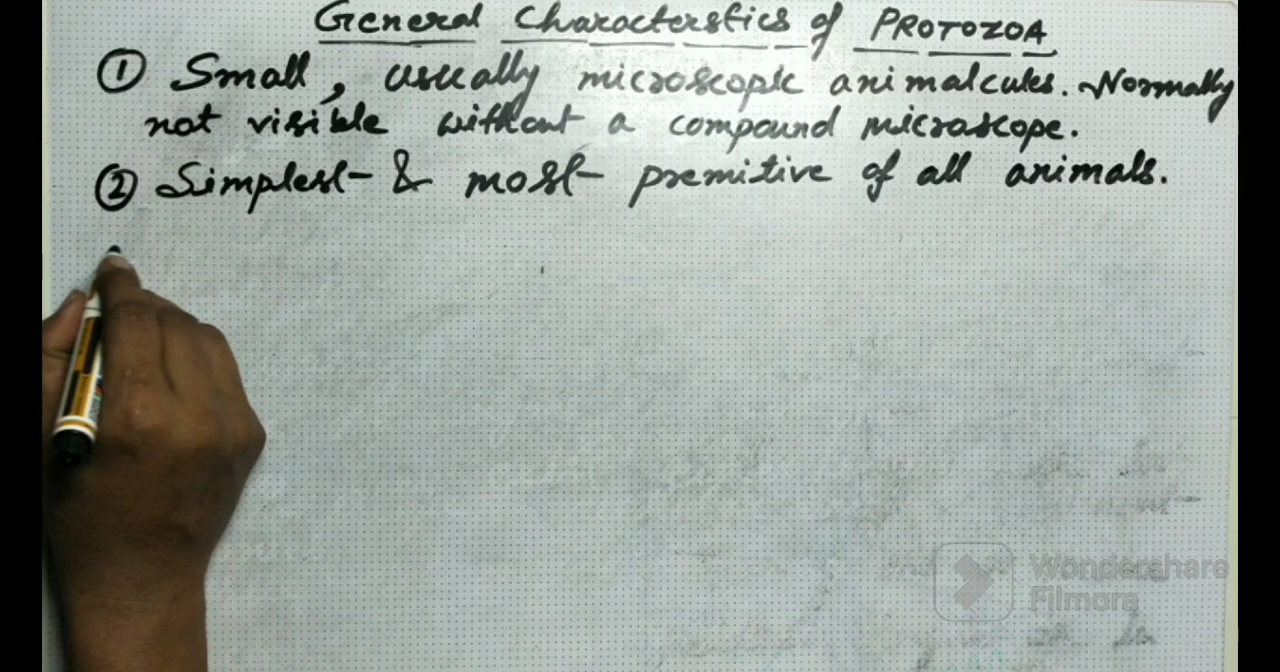 General Characterstics of PROTOZOA
① Small, usually microscopic animalcules. Normally
not visible without a compound microscope.
② Simplest & most premitive of all animals.
Wondershare
Filmora